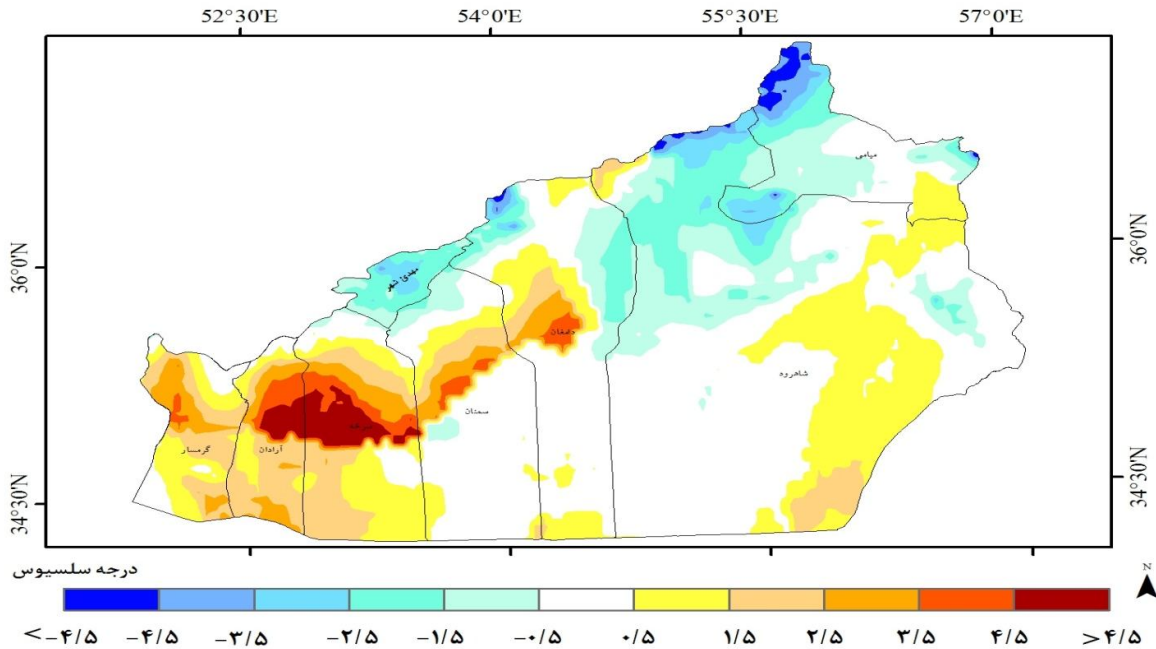 52°30'E 54°0'E 55°30'E 57°0'E
میامی
36°0'N 36°0'N
مهدی شهر
دامغان
شاهرود
سمنان
سرخه
گرمسار آرادان
34°30'N 34°30'N
درجه سلسیوس
N
<-۴/۵ -۴/۵ -۳/۵ -۲/۵ -۱/۵ -۰/۵ ۰/۵ ۱/۵ ۲/۵ ۳/۵ ۴/۵ >۴/۵